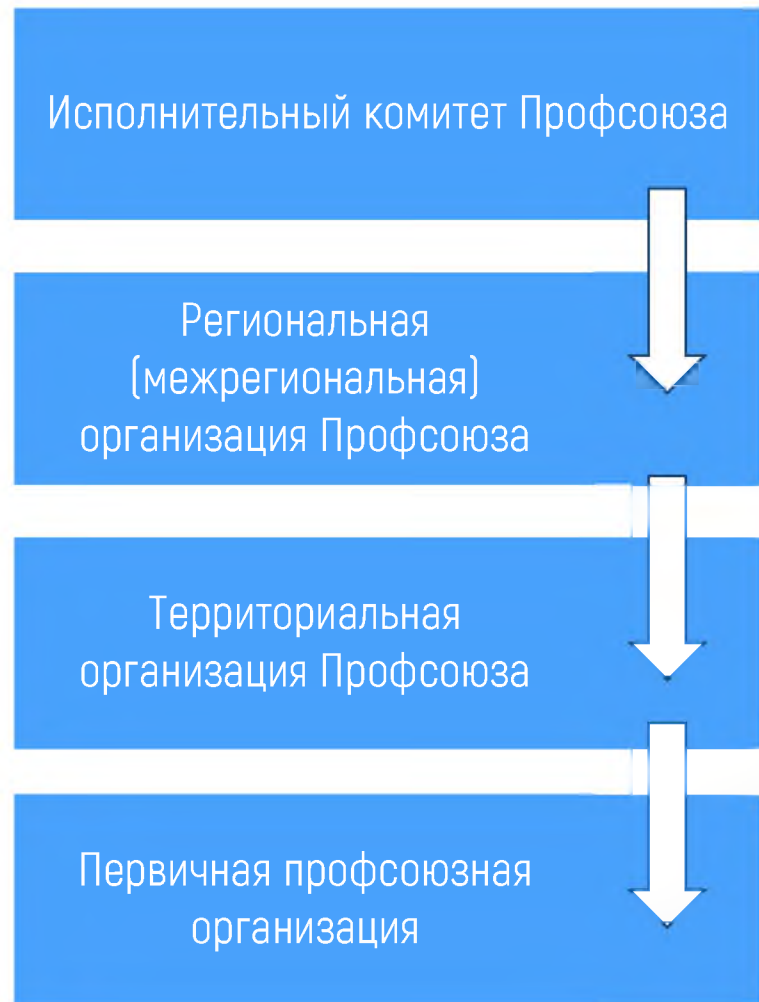 Исполнительный комитет Профсоюза
Региональная
(межрегиональная)
организация Профсоюза
Территориальная
организация Профсоюза
Первичная профсоюзная
организация